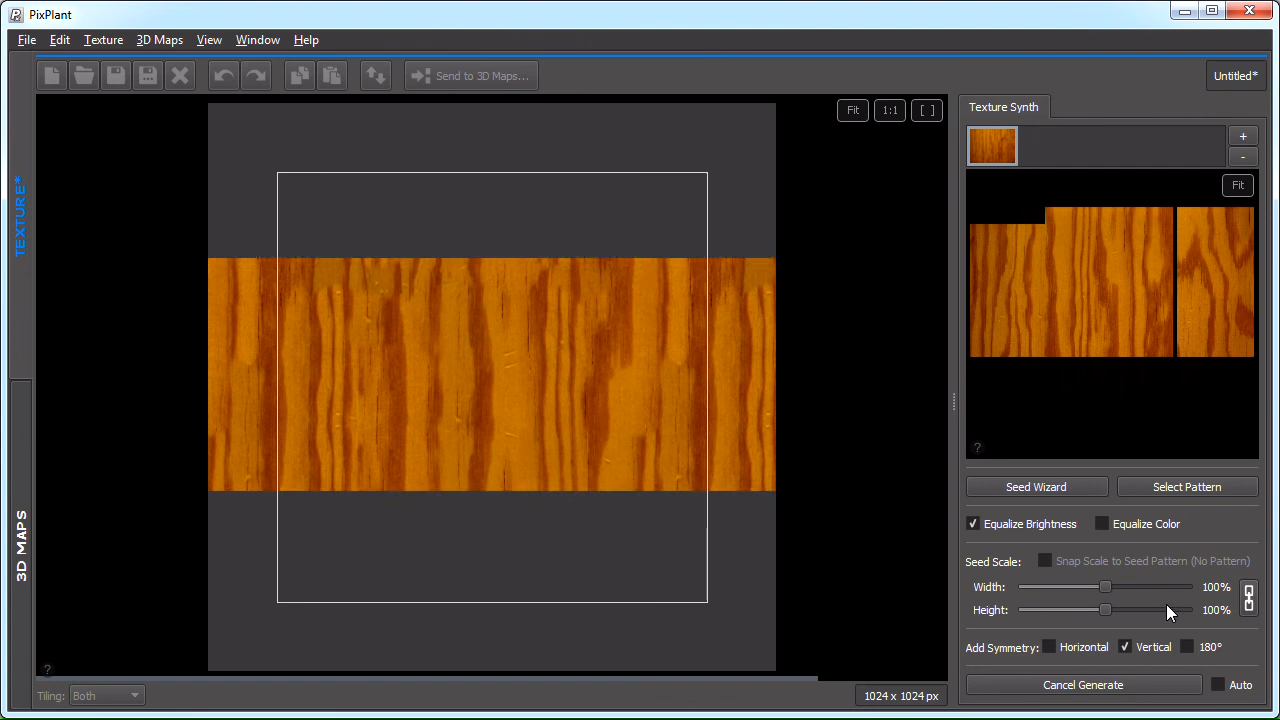 PixPlant
File Edit Texture 3D Maps View Window Help
Send to 3D Maps...
Untitled*
TEXTURE*
3D MAPS
Fit 1:1 [ ]
Texture Synth
+
-
Fit
?
Seed Wizard Select Pattern
Equalize Brightness Equalize Color
Seed Scale: Snap Scale to Seed Pattern (No Pattern)
Width: 100%
Height: 100%
Add Symmetry: Horizontal Vertical 180°
Cancel Generate Auto
?
Tiling: Both 1024 x 1024 px